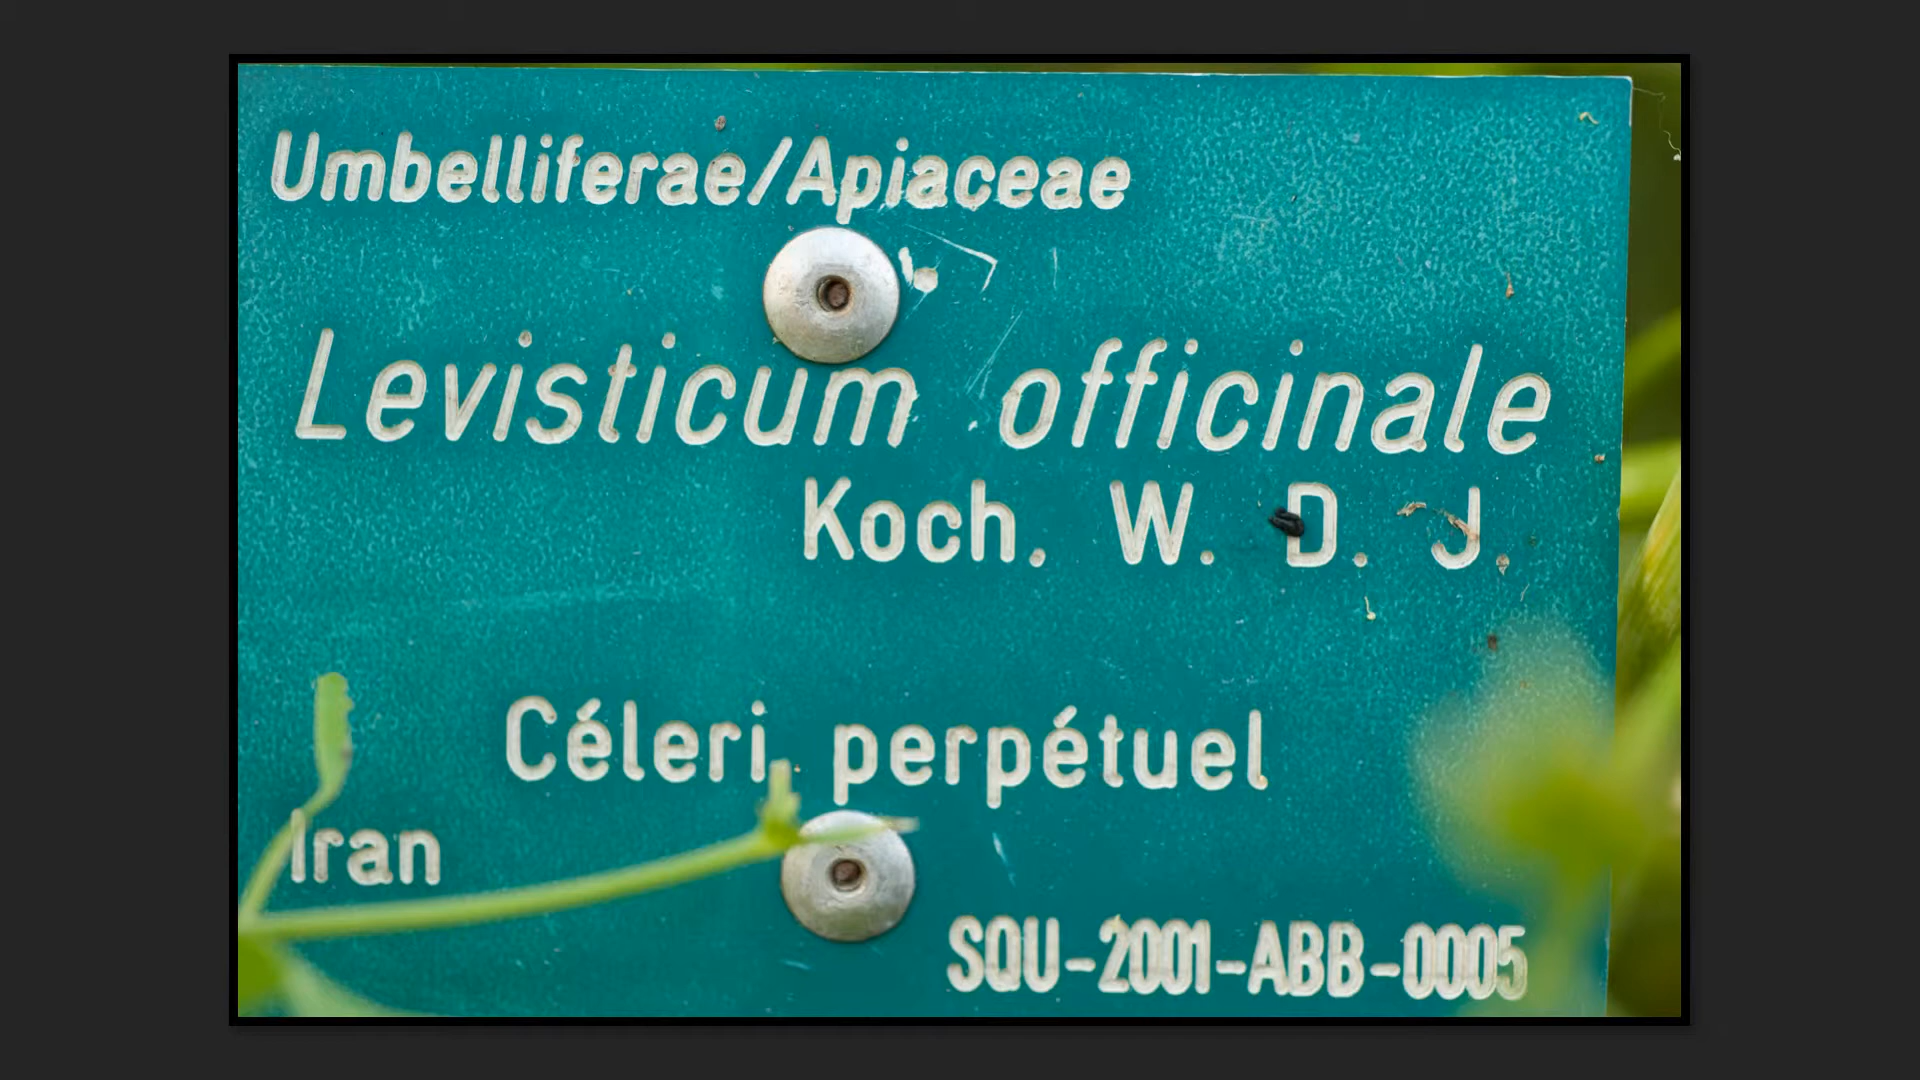 Umbelliferae/Apiaceae
Levisticum officinale
Koch. W. D. J.
Céleri perpétuel
Iran
SQU-2001-ABB-0005